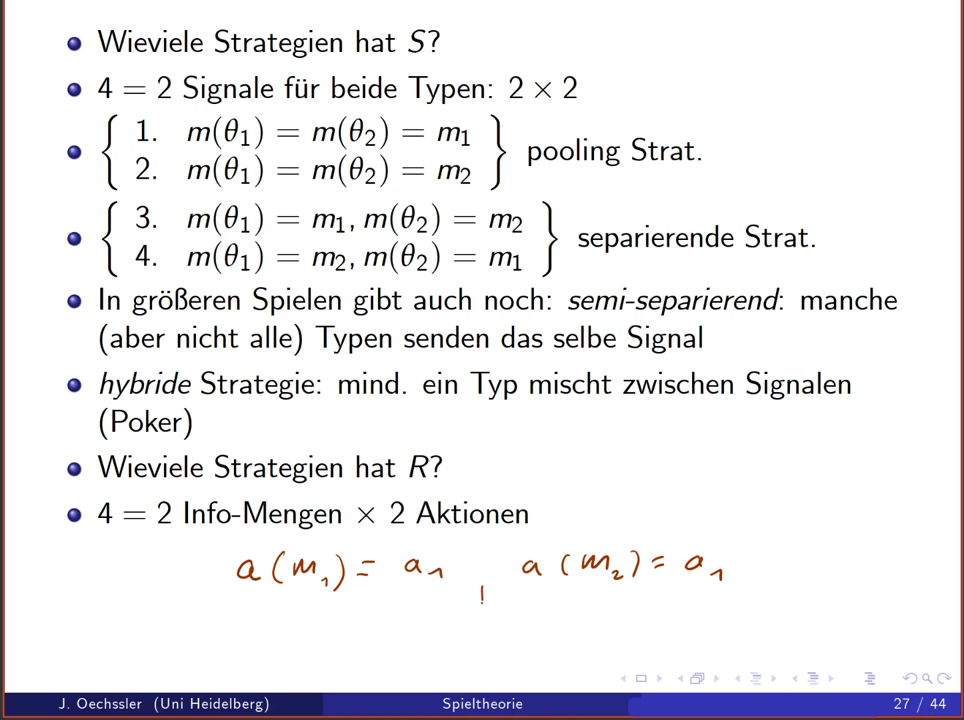 Wieviele Strategien hat S?
4 = 2 Signale für beide Typen: 2 × 2
1. m(θ₁) = m(θ₂) = m₁
2. m(θ₁) = m(θ₂) = m₂
pooling Strat.
3. m(θ₁) = m₁, m(θ₂) = m₂
4. m(θ₁) = m₂, m(θ₂) = m₁
separierende Strat.
In größeren Spielen gibt auch noch: semi-separierend: manche
(aber nicht alle) Typen senden das selbe Signal
hybride Strategie: mind. ein Typ mischt zwischen Signalen
(Poker)
Wieviele Strategien hat R?
4 = 2 Info-Mengen × 2 Aktionen
a(m₁) = a₁ ! a(m₂) = a₁
J. Oechssler (Uni Heidelberg) Spieltheorie 27 / 44